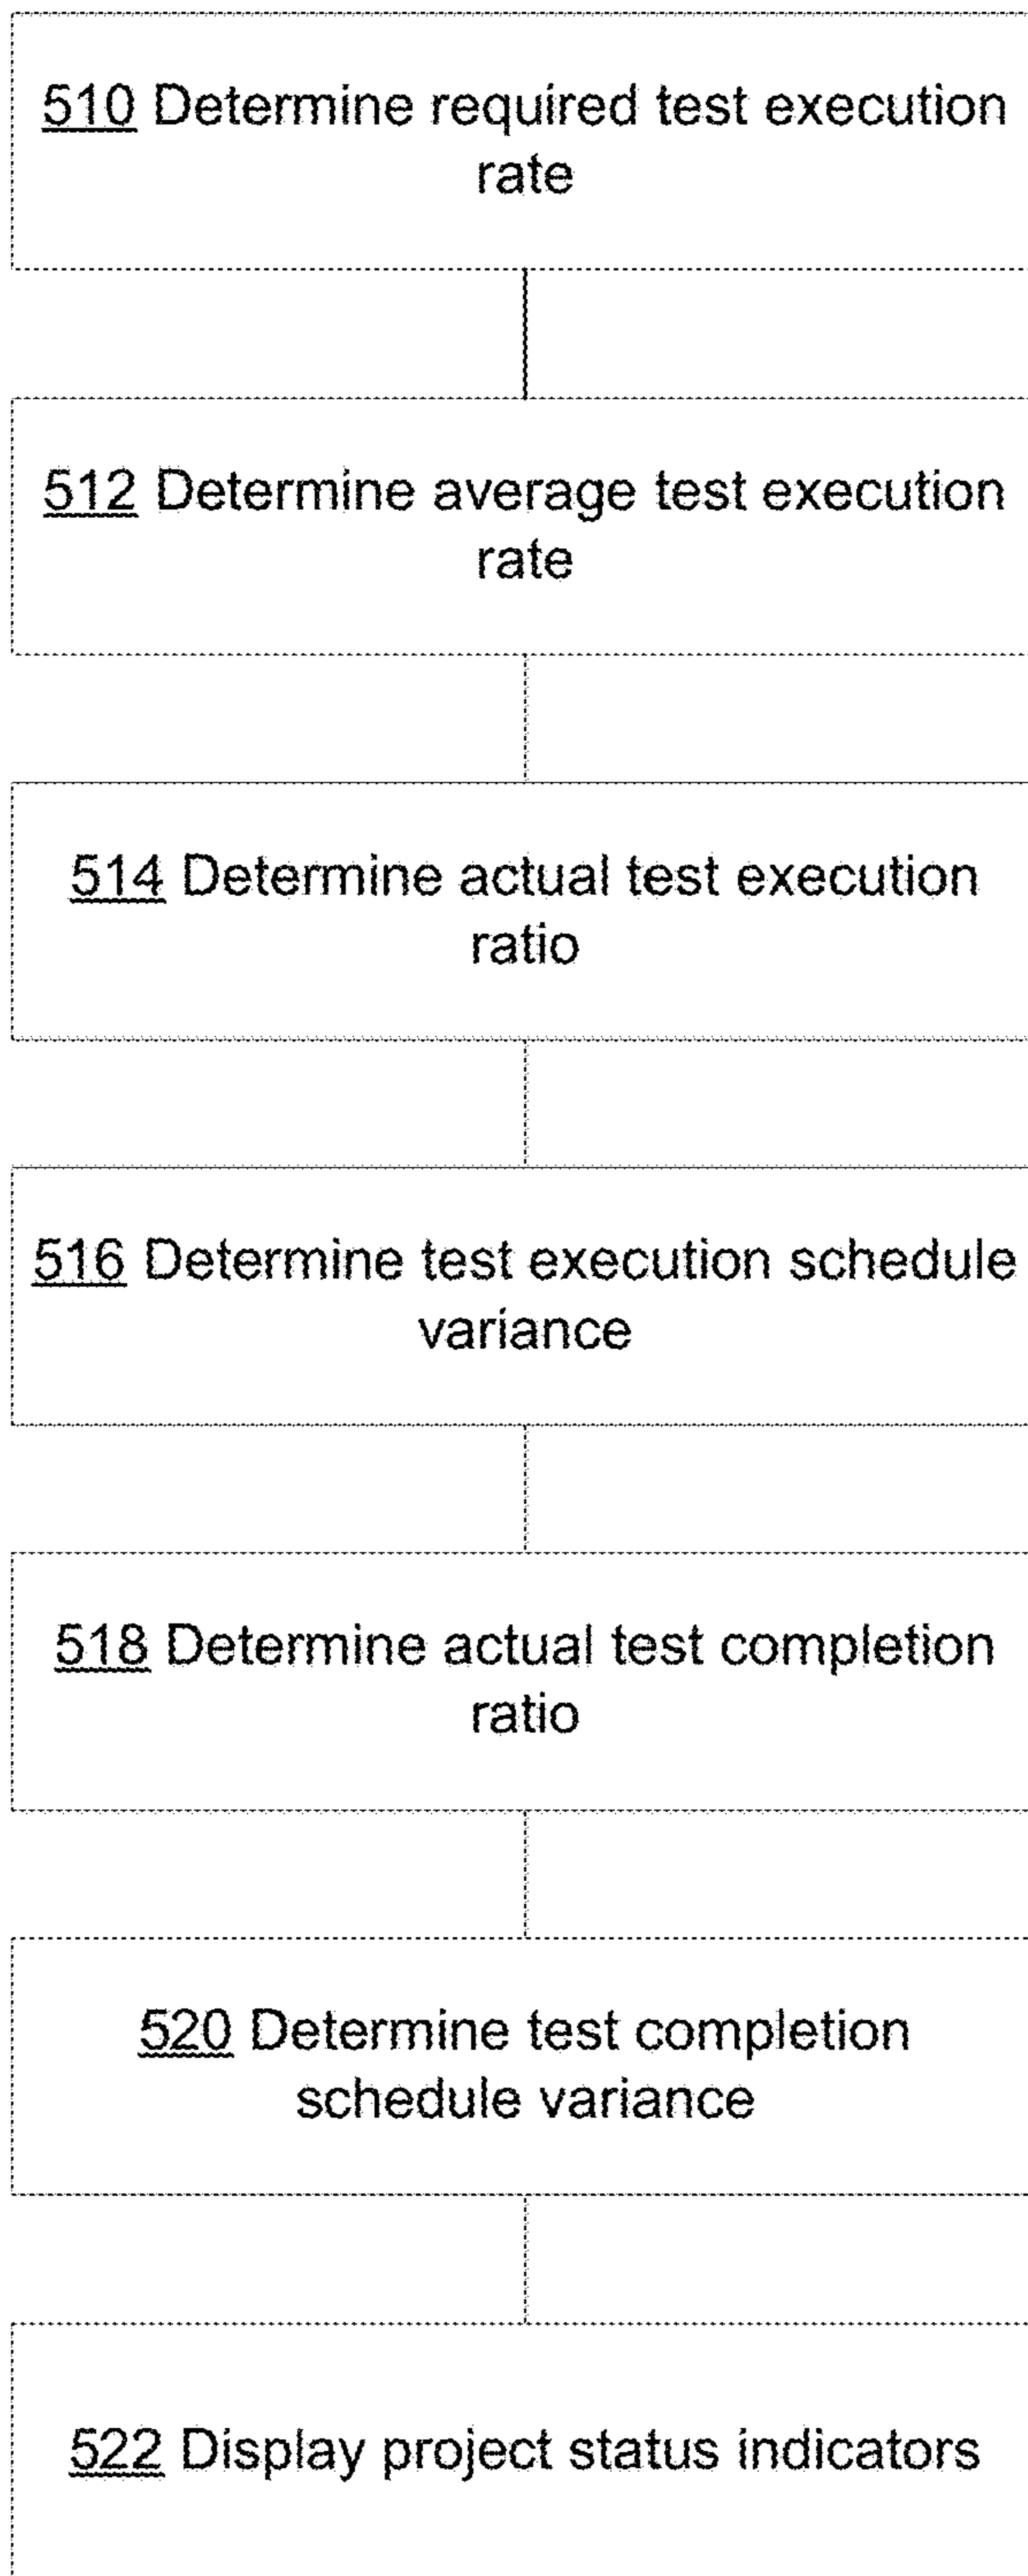 510 Determine required test execution
rate
512 Determine average test execution
rate
514 Determine actual test execution
ratio
516 Determine test execution schedule
variance
518 Determine actual test completion
ratio
520 Determine test completion
schedule variance
522 Display project status indicators